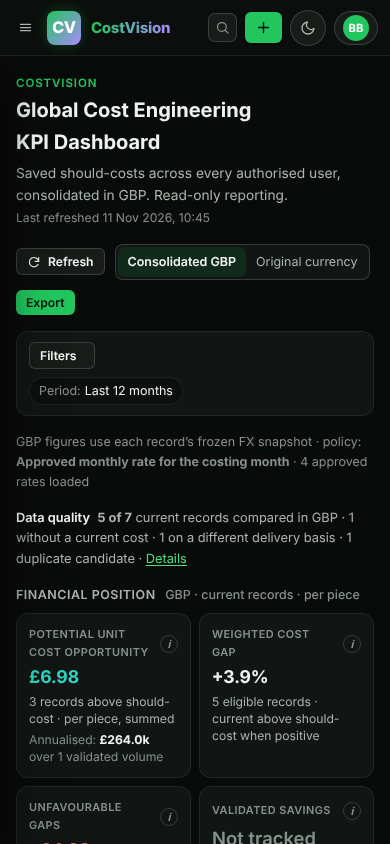 CV CostVision BB
COSTVISION
Global Cost Engineering
KPI Dashboard
Saved should-costs across every authorised user,
consolidated in GBP. Read-only reporting.
Last refreshed 11 Nov 2026, 10:45
Refresh Consolidated GBP Original currency
Export
Filters
Period: Last 12 months
GBP figures use each record's frozen FX snapshot · policy:
Approved monthly rate for the costing month · 4 approved
rates loaded
Data quality 5 of 7 current records compared in GBP · 1
without a current cost · 1 on a different delivery basis · 1
duplicate candidate · Details
FINANCIAL POSITION GBP · current records · per piece
POTENTIAL UNIT
COST OPPORTUNITY i
£6.98
3 records above should-
cost · per piece, summed
Annualised: £264.0k
over 1 validated volume
WEIGHTED COST
GAP i
+3.9%
5 eligible records ·
current above should-
cost when positive
UNFAVOURABLE
GAPS i
VALIDATED SAVINGS i
Not tracked